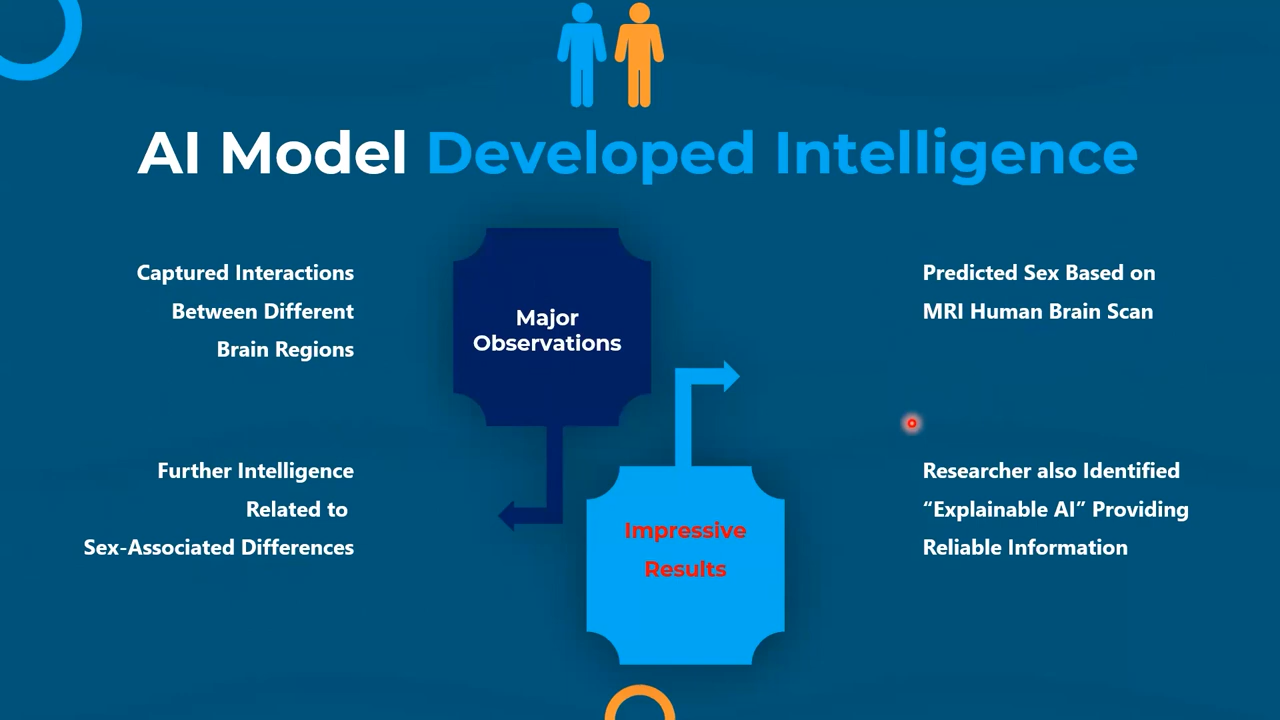 AI Model Developed Intelligence
Captured Interactions
Between Different
Brain Regions
Further Intelligence
Related to
Sex-Associated Differences
Major
Observations
Impressive
Results
Predicted Sex Based on
MRI Human Brain Scan
Researcher also Identified
“Explainable AI” Providing
Reliable Information